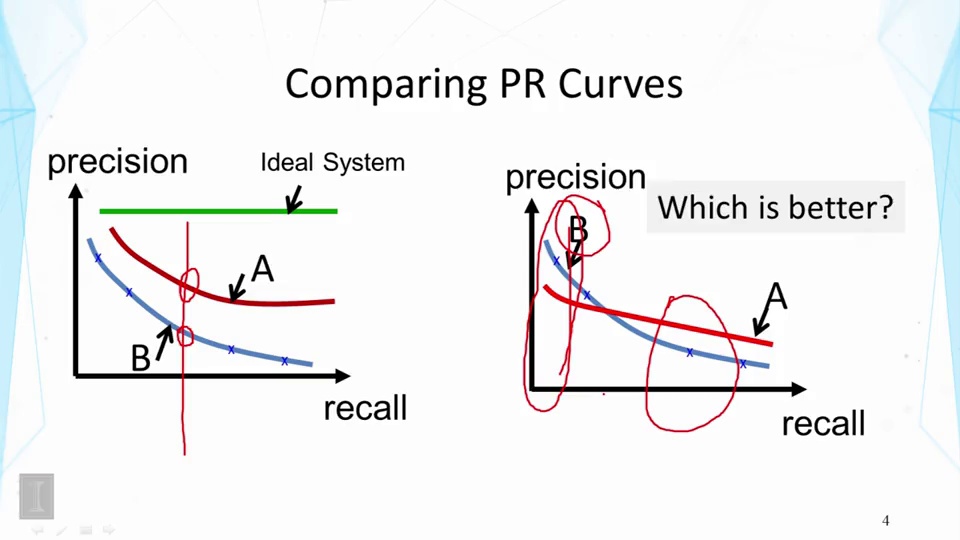 Comparing PR Curves
precision
Ideal System
A
B
recall
precision
Which is better?
B
A
recall
4